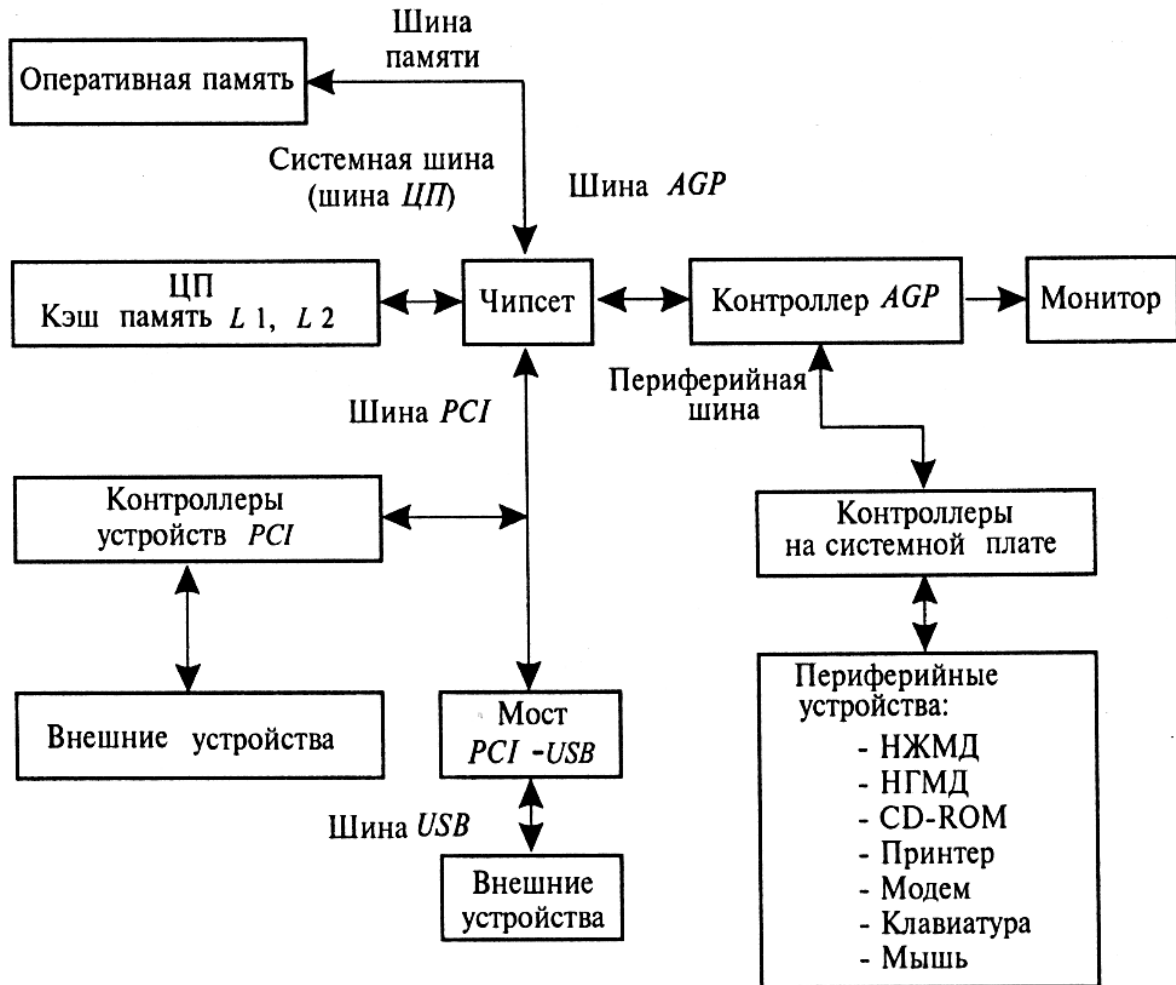 Шина
памяти
Оперативная память
Системная шина
(шина ЦП)
Шина AGP
ЦП
Кэш память L 1, L 2
Чипсет
Контроллер AGP
Монитор
Шина PCI
Периферийная
шина
Контроллеры
устройств PCI
Контроллеры
на системной плате
Внешние устройства
Мост
PCI -USB
Шина USB
Внешние
устройства
Периферийные
устройства:
- НЖМД
- НГМД
- CD-ROM
- Принтер
- Модем
- Клавиатура
- Мышь